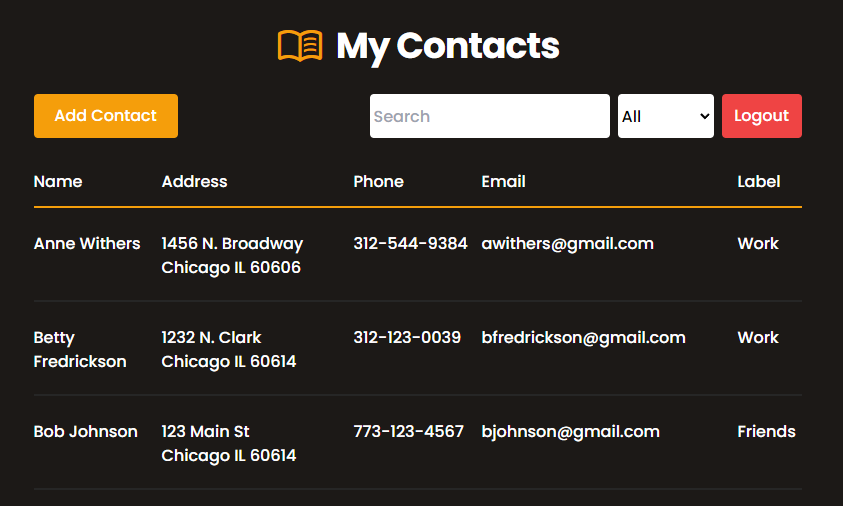 My Contacts
Add Contact Search All Logout
Name Address Phone Email Label
Anne Withers 1456 N. Broadway 312-544-9384 awithers@gmail.com Work
Chicago IL 60606
Betty 1232 N. Clark 312-123-0039 bfredrickson@gmail.com Work
Fredrickson Chicago IL 60614
Bob Johnson 123 Main St 773-123-4567 bjohnson@gmail.com Friends
Chicago IL 60614